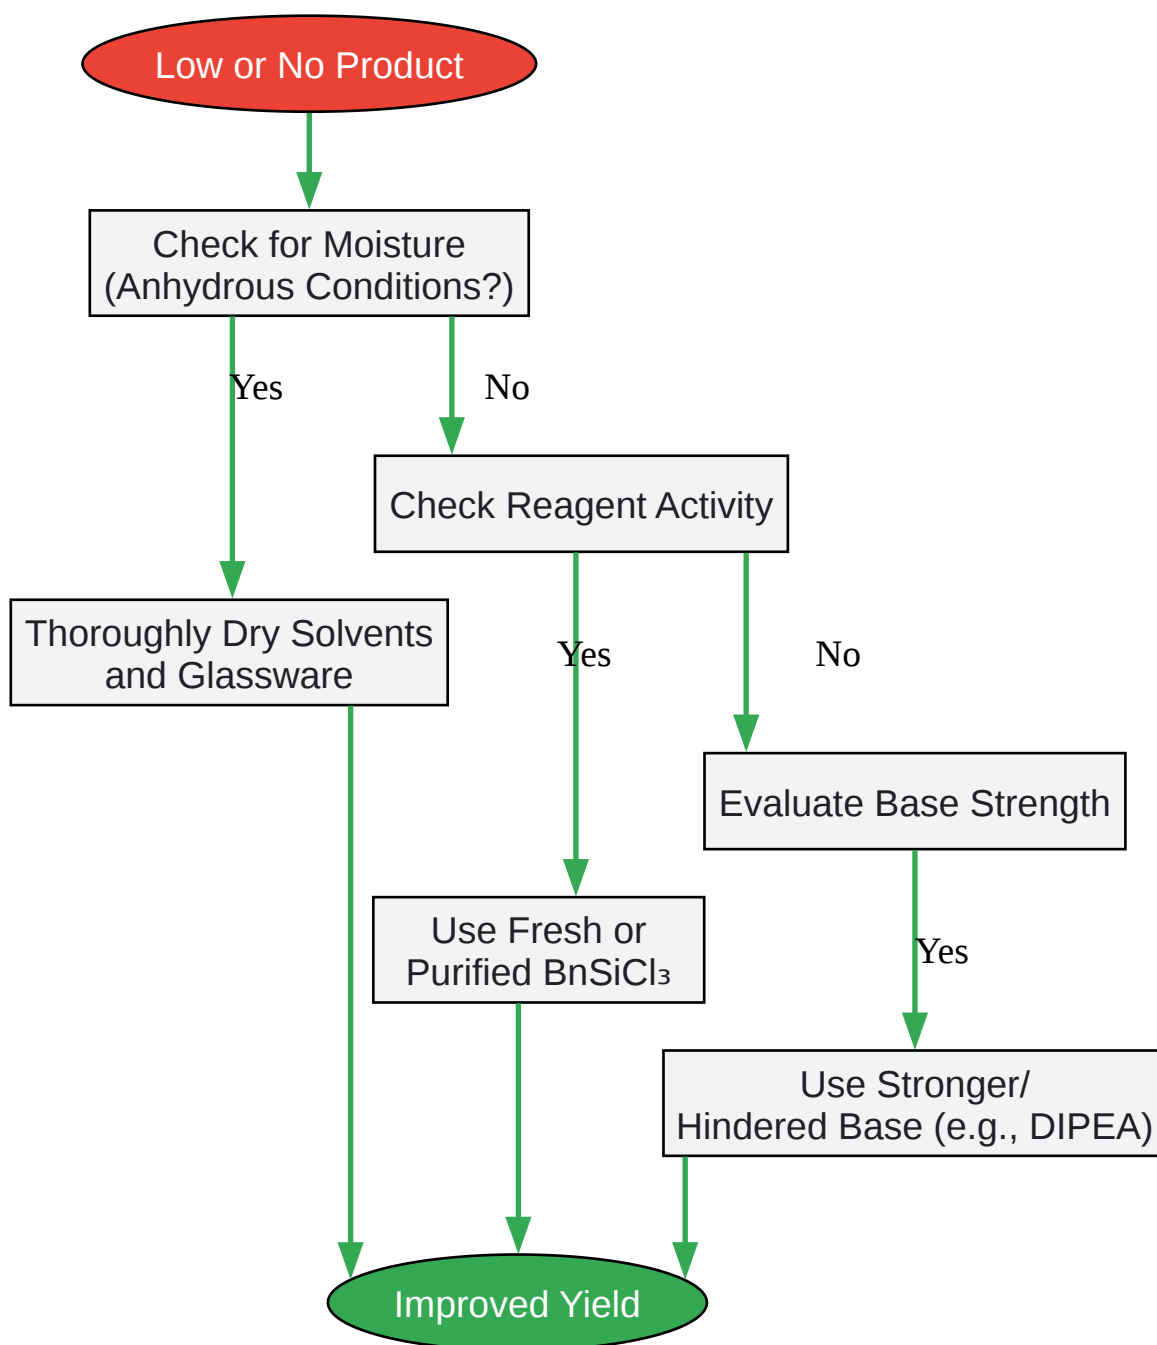 Low or No Product
Check for Moisture
(Anhydrous Conditions?)
Yes
No
Check Reagent Activity
Thoroughly Dry Solvents
and Glassware
Yes
No
Evaluate Base Strength
Use Fresh or
Purified BnSiCl₃
Yes
Use Stronger/
Hindered Base (e.g., DIPEA)
Improved Yield